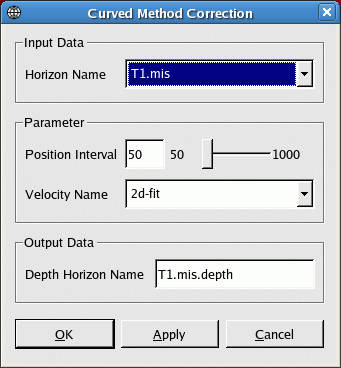 Curved Method Correction
Input Data
Horizon Name T1.mis
Parameter
Position Interval 50 50 1000
Velocity Name 2d-fit
Output Data
Depth Horizon Name T1.mis.depth
OK Apply Cancel